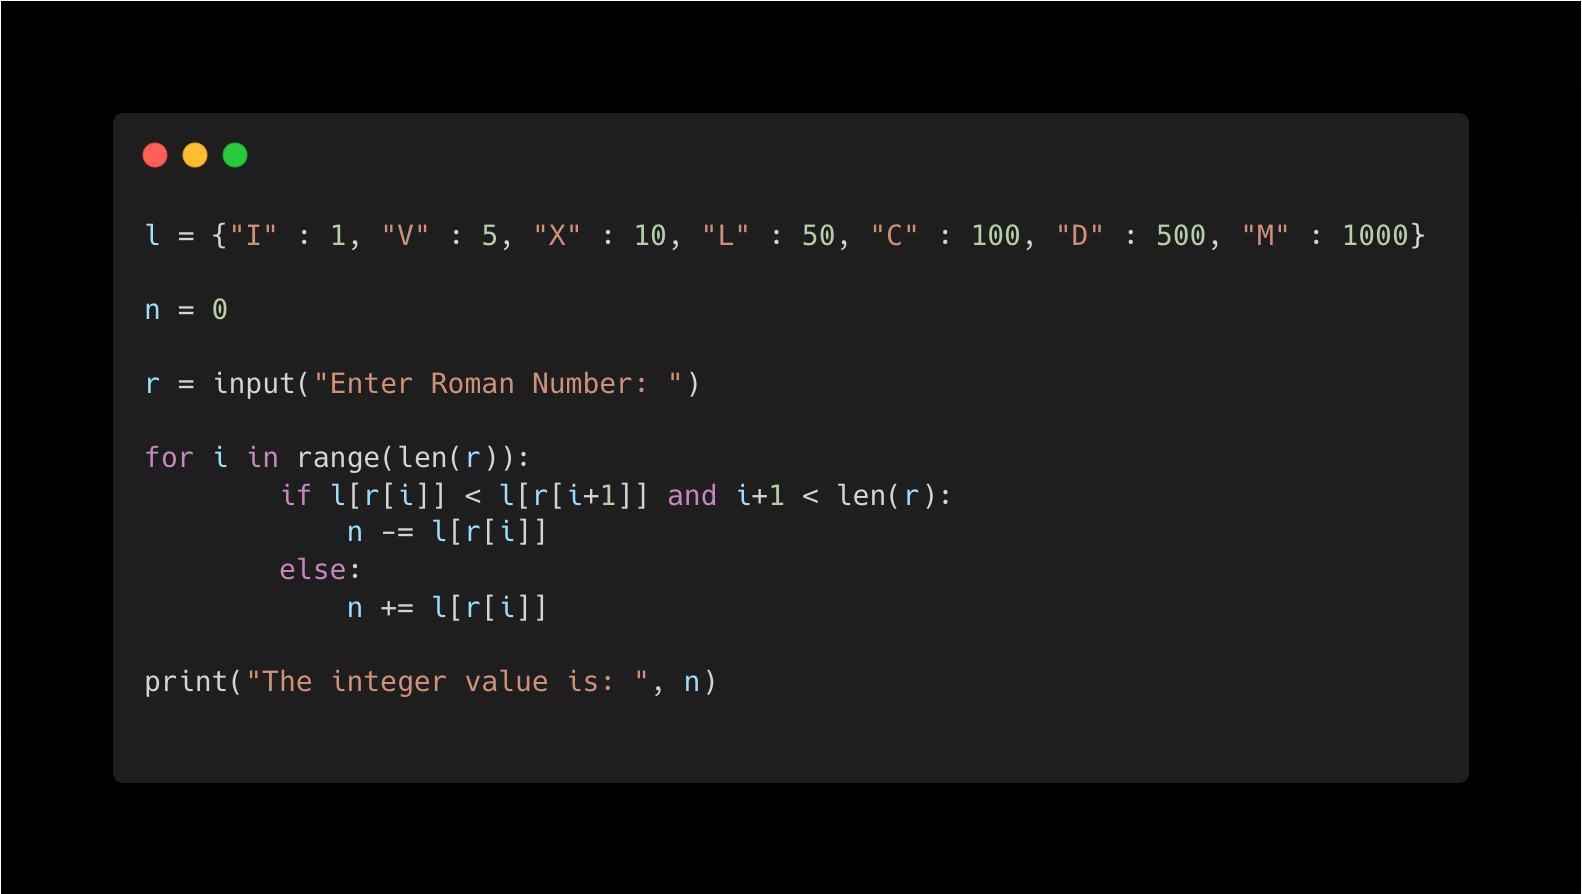 l = {"I" : 1, "V" : 5, "X" : 10, "L" : 50, "C" : 100, "D" : 500, "M" : 1000}
n = 0
r = input("Enter Roman Number: ")
for i in range(len(r)):
        if l[r[i]] < l[r[i+1]] and i+1 < len(r):
            n -= l[r[i]]
        else:
            n += l[r[i]]
print("The integer value is: ", n)